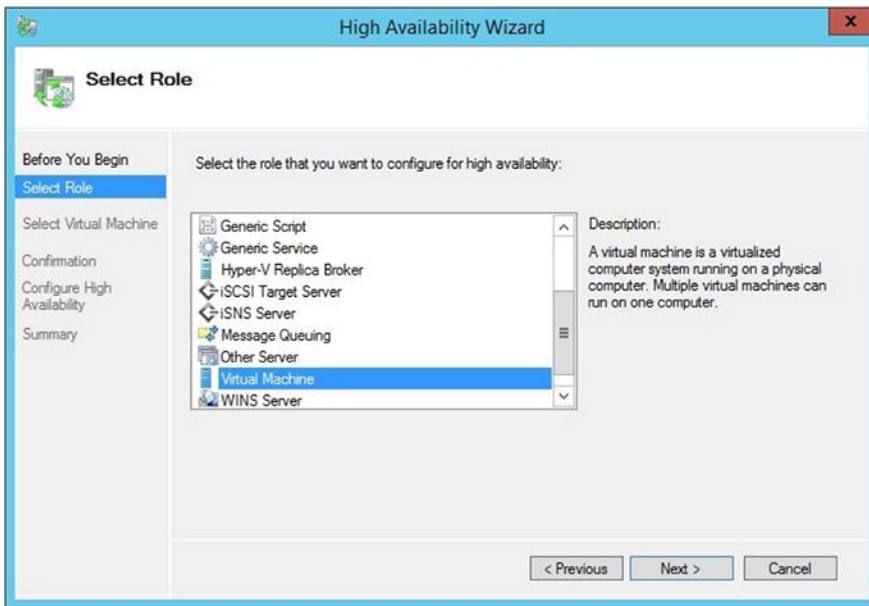 High Availability Wizard
x
Select Role
Before You Begin
Select Role
Select Virtual Machine
Confirmation
Configure High
Availability
Summary
Select the role that you want to configure for high availability:
Generic Script
Generic Service
Hyper-V Replica Broker
iSCSI Target Server
iSNS Server
Message Queuing
Other Server
Virtual Machine
WINS Server
Description:
A virtual machine is a virtualized
computer system running on a physical
computer. Multiple virtual machines can
run on one computer.
< Previous
Next >
Cancel